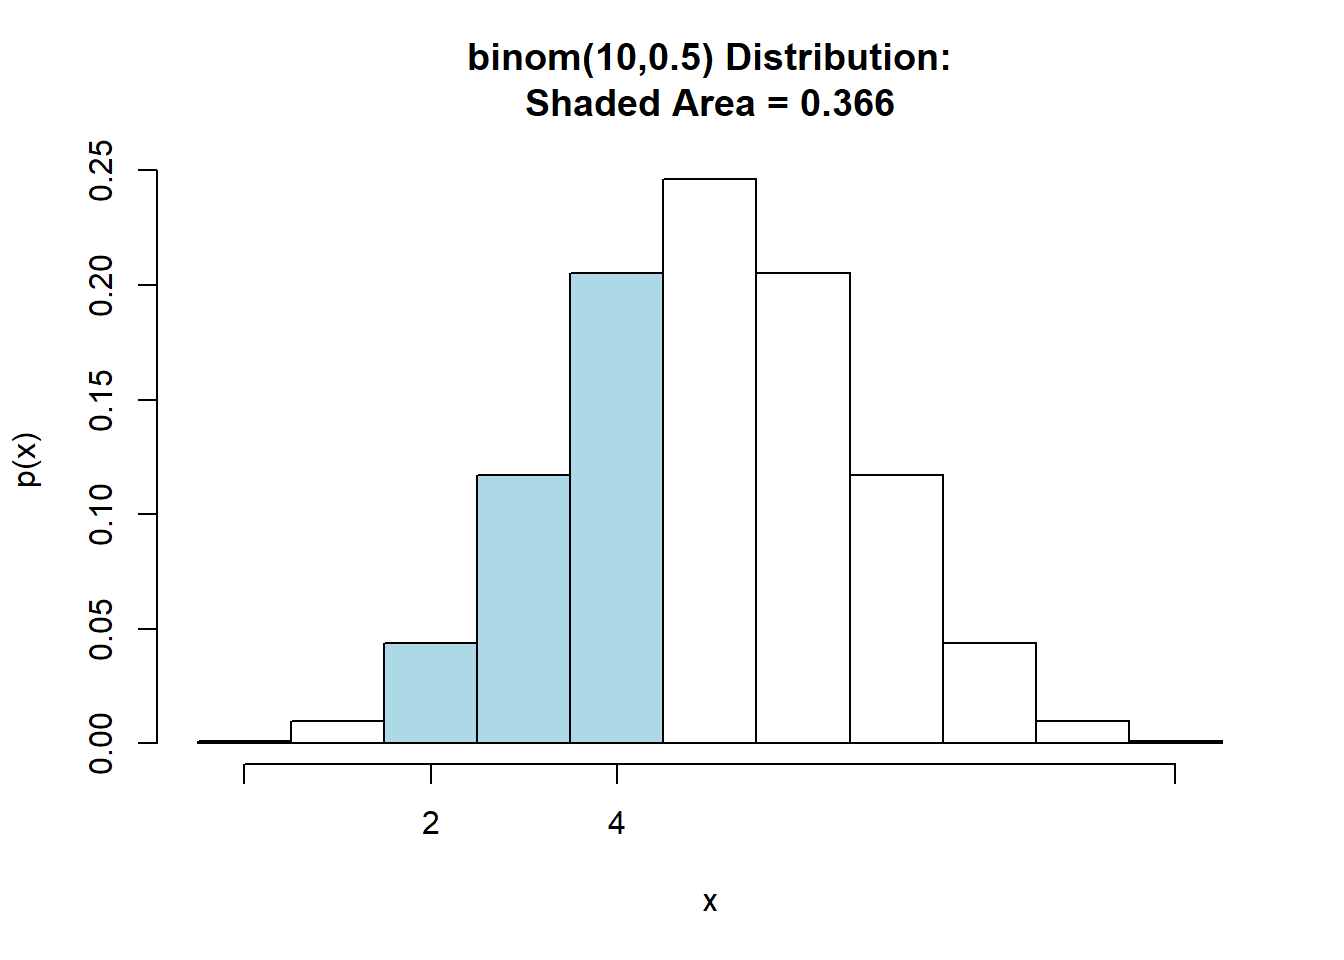 binom(10,0.5) Distribution:
Shaded Area = 0.366
0.25
0.20
0.15
0.10
0.05
0.00
p(x)
2 4
x